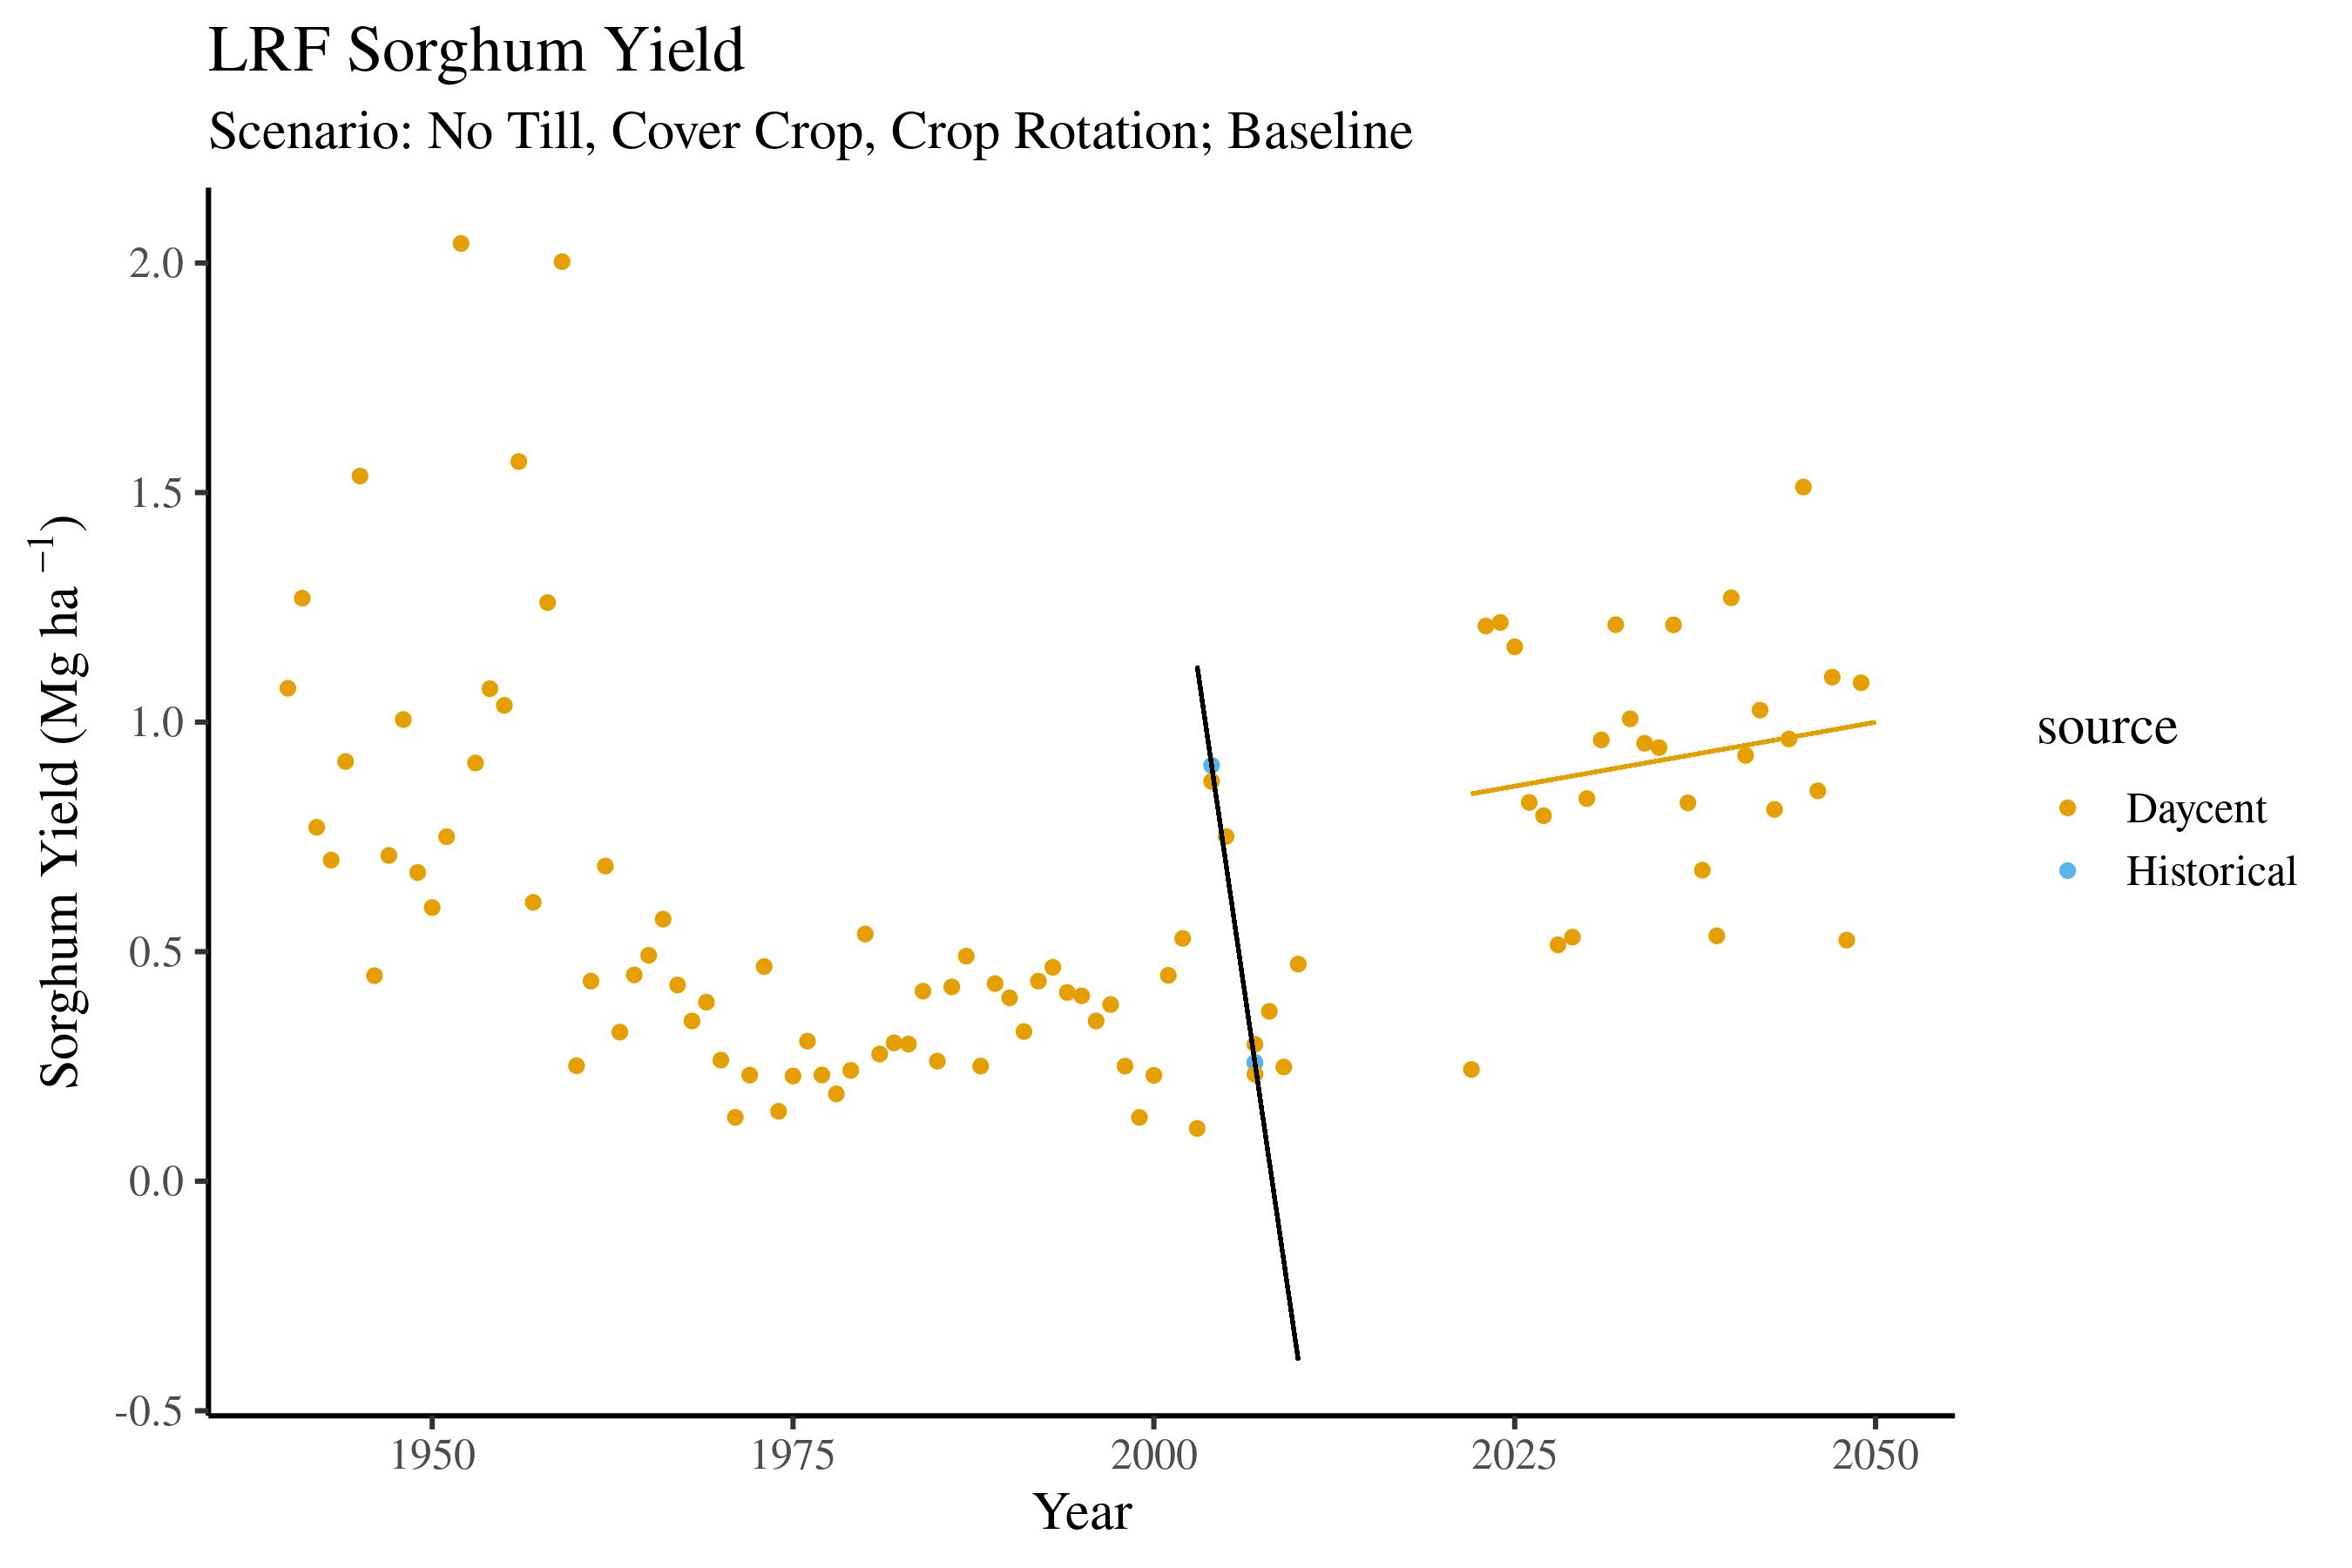 LRF Sorghum Yield
Scenario: No Till, Cover Crop, Crop Rotation; Baseline
Sorghum Yield (Mg ha −1)
2.0
1.5
1.0
0.5
0.0
-0.5
1950 1975 2000 2025 2050
Year
source
Daycent
Historical